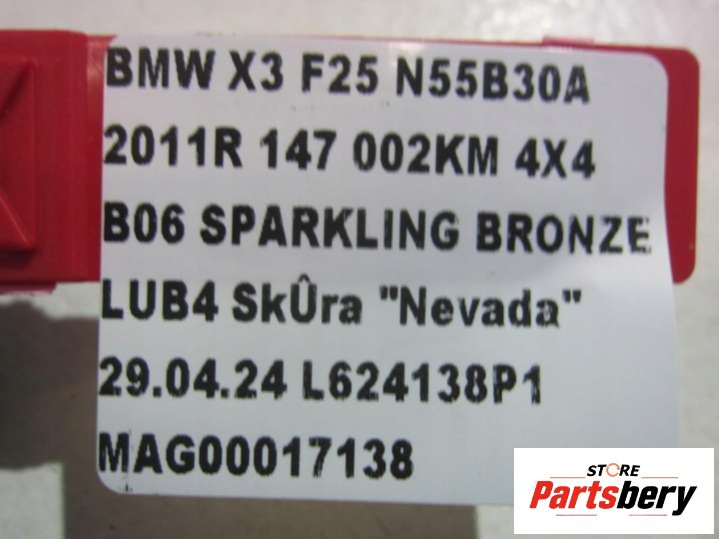 BMW X3 F25 N55B30A
2011R 147 002KM 4X4
B06 SPARKLING BRONZE
LUB4 SkÛra "Nevada"
29.04.24 L624138P1
MAG00017138
STORE
Partsbery